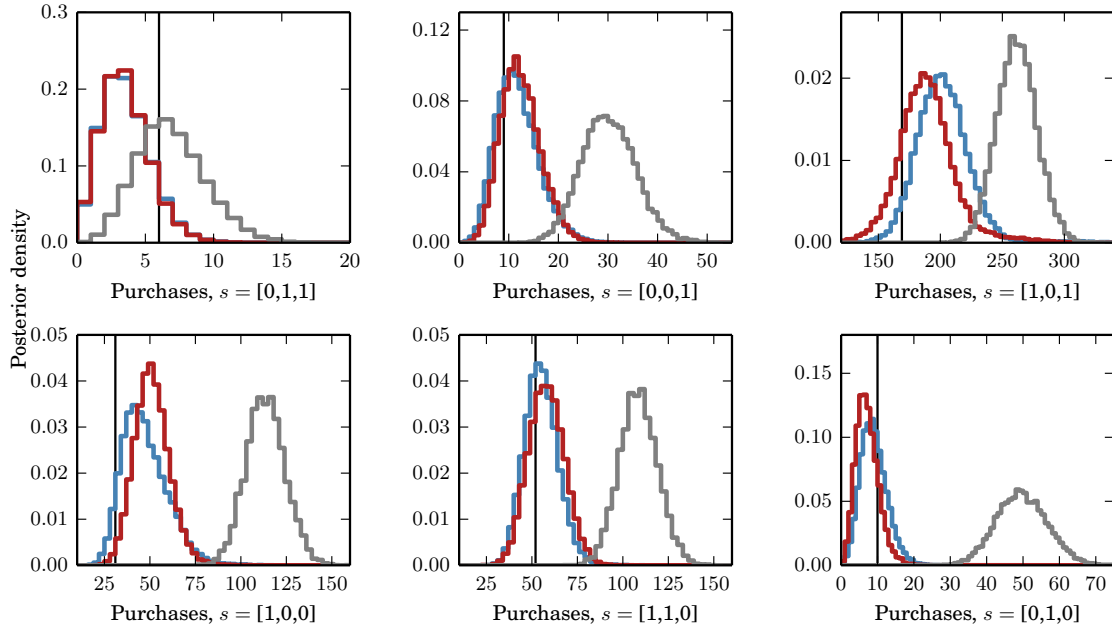 Posterior density
0.3
0.2
0.1
0.0
0 5 10 15 20
Purchases, s = [0,1,1]
0.12
0.08
0.04
0.00
0 10 20 30 40 50
Purchases, s = [0,0,1]
0.02
0.01
0.00
150 200 250 300
Purchases, s = [1,0,1]
0.05
0.04
0.03
0.02
0.01
0.00
25 50 75 100 125 150
Purchases, s = [1,0,0]
0.05
0.04
0.03
0.02
0.01
0.00
25 50 75 100 125 150
Purchases, s = [1,1,0]
0.15
0.10
0.05
0.00
0 10 20 30 40 50 60 70
Purchases, s = [0,1,0]